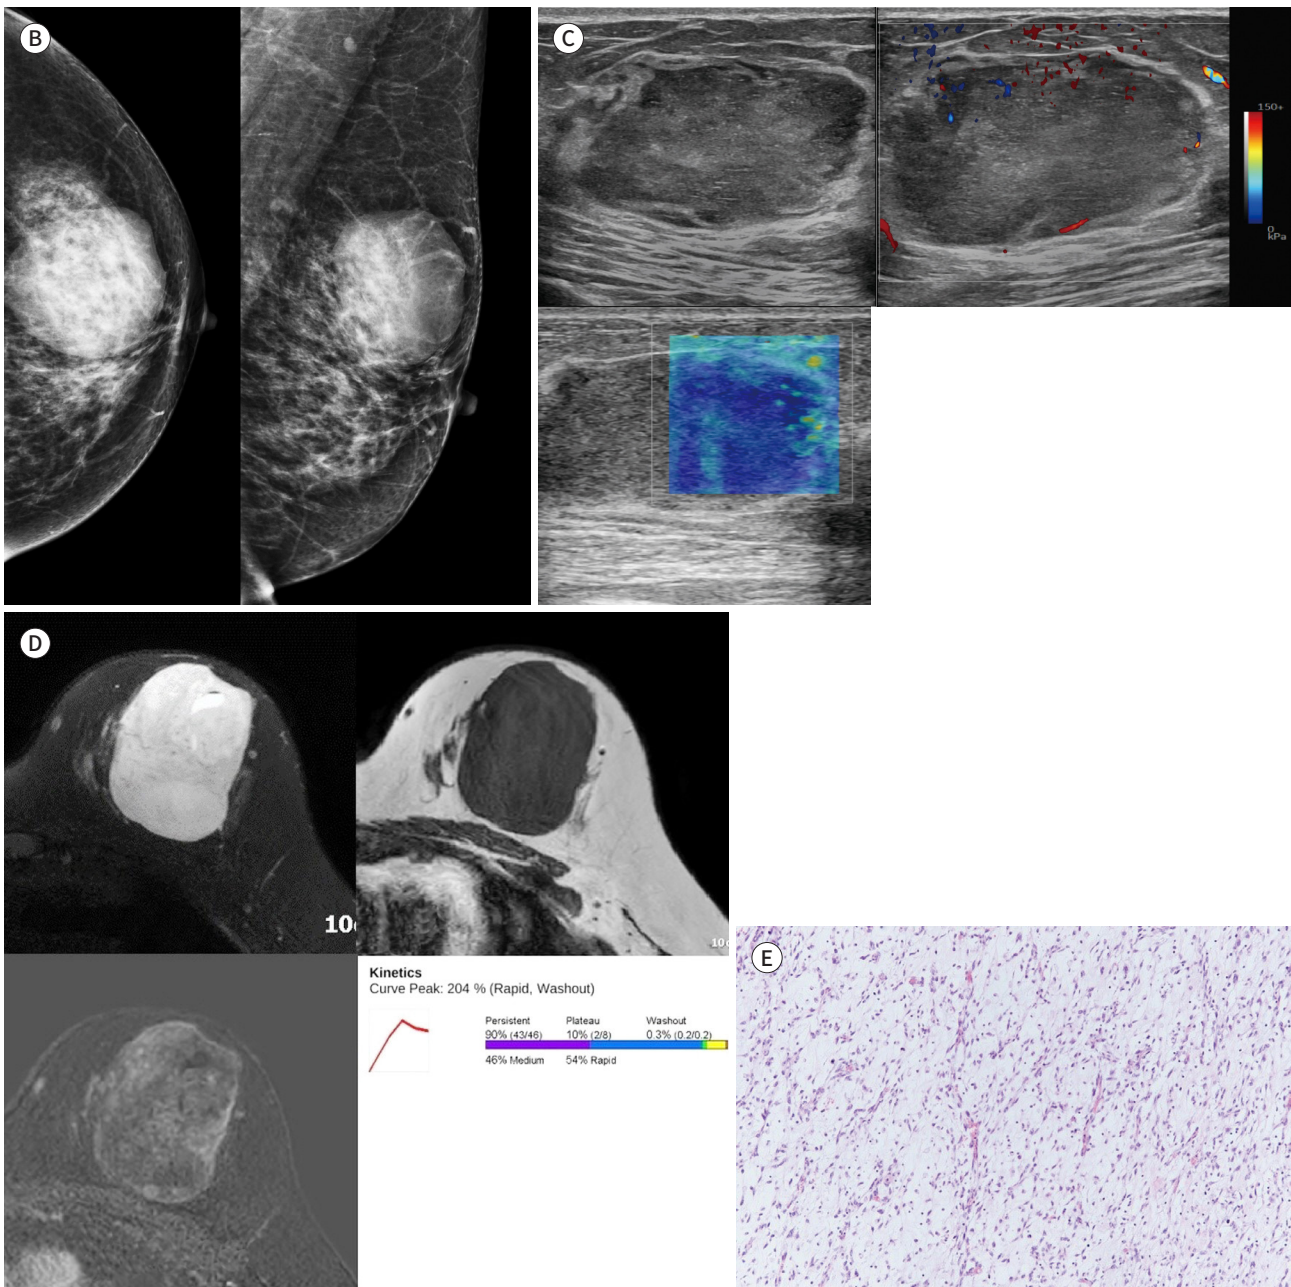 B
C
150+
0
kPa
D
10
10
Kinetics
Curve Peak: 204 % (Rapid, Washout)
Persistent Plateau Washout
90% (43/46) 10% (2/8) 0.3% (0.2/0.2)
46% Medium 54% Rapid
E